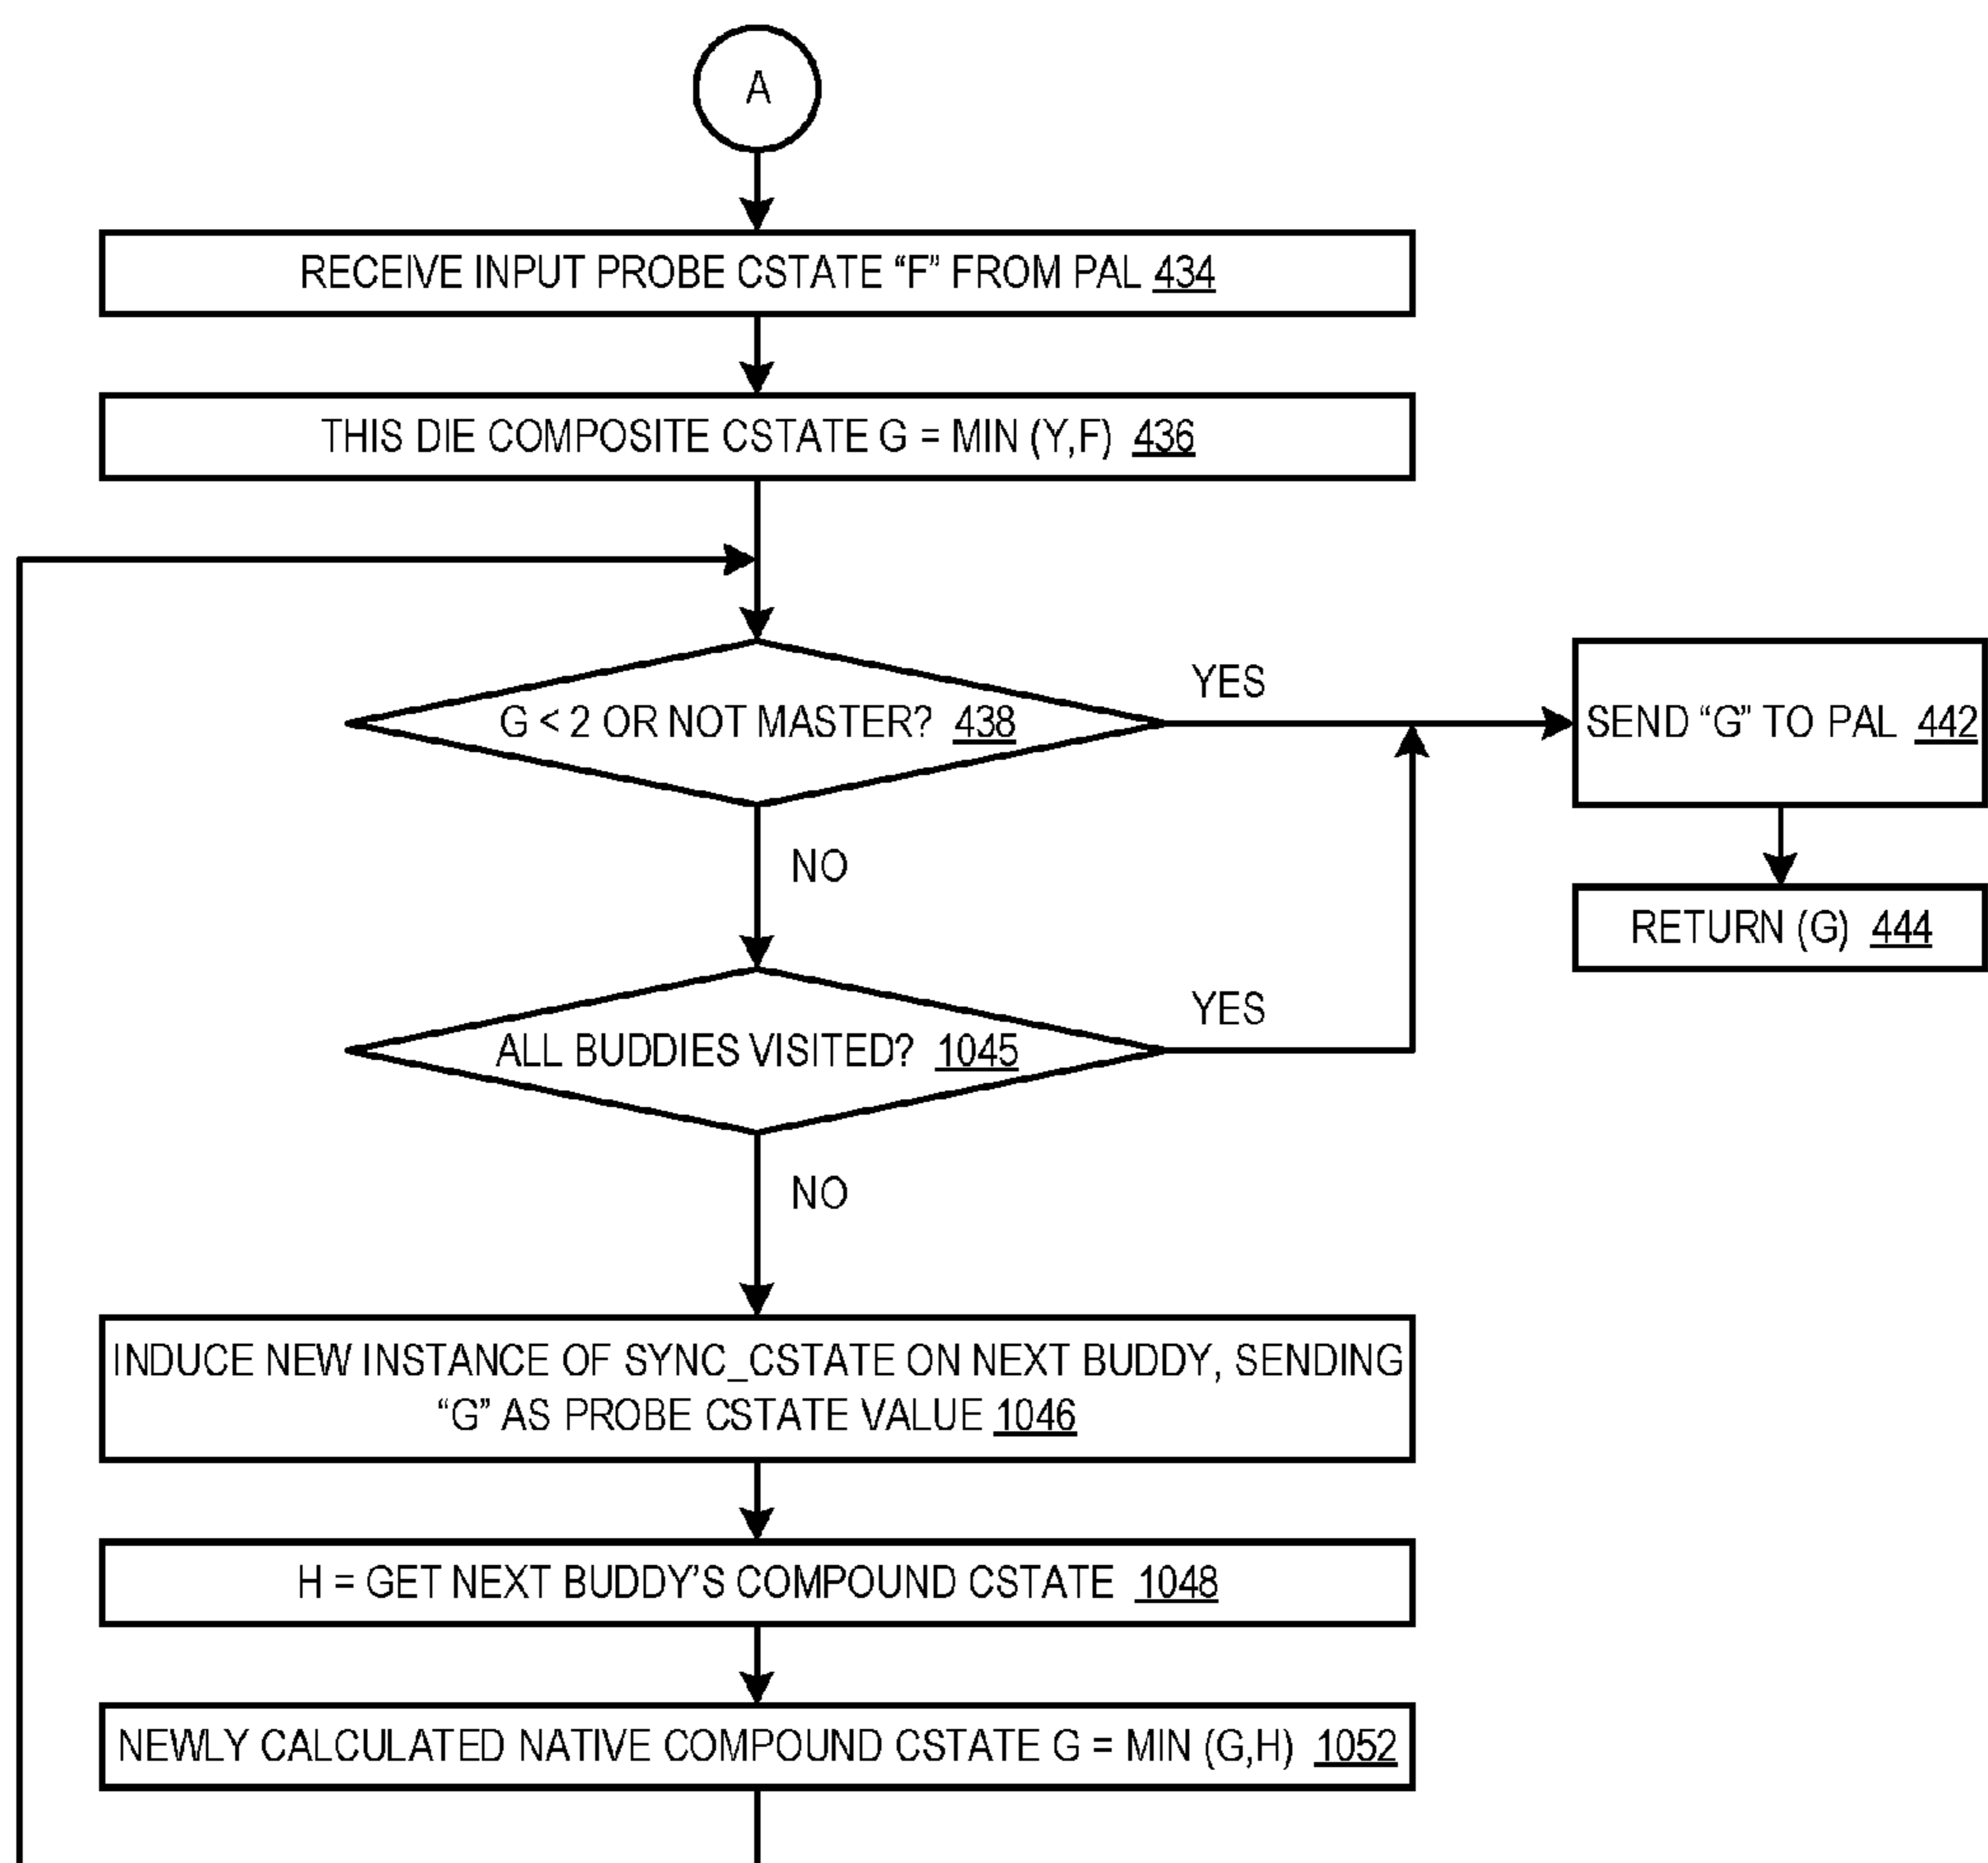 A
RECEIVE INPUT PROBE CSTATE “F” FROM PAL 434
THIS DIE COMPOSITE CSTATE G = MIN (Y,F) 436
G < 2 OR NOT MASTER? 438
YES
SEND “G” TO PAL 442
RETURN (G) 444
NO
ALL BUDDIES VISITED? 1045
YES
NO
INDUCE NEW INSTANCE OF SYNC_CSTATE ON NEXT BUDDY, SENDING
“G” AS PROBE CSTATE VALUE 1046
H = GET NEXT BUDDY’S COMPOUND CSTATE 1048
NEWLY CALCULATED NATIVE COMPOUND CSTATE G = MIN (G,H) 1052